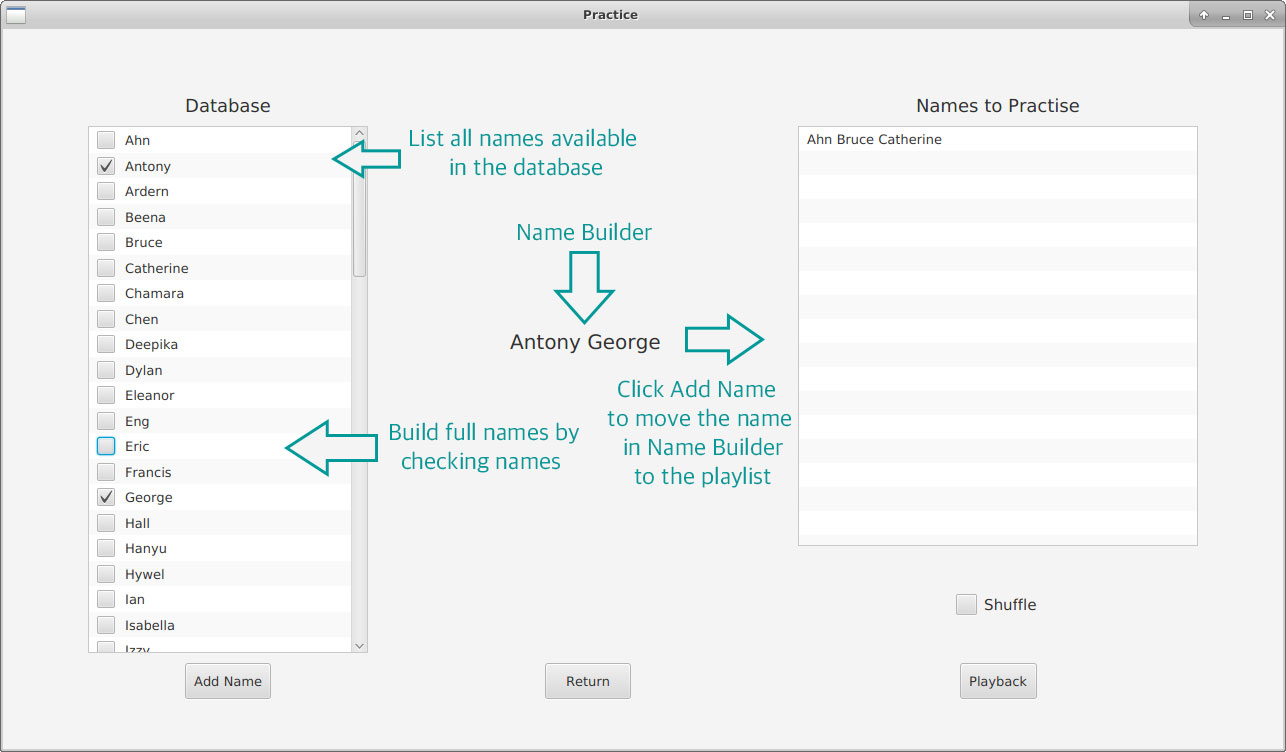 Practice
Database
Names to Practise
Ahn
Antony
Ardern
Beena
Bruce
Catherine
Chamara
Chen
Deepika
Dylan
Eleanor
Eng
Eric
Francis
George
Hall
Hanyu
Hywel
Ian
Isabella
Izzy
List all names available
in the database
Name Builder
Antony George
Build full names by
checking names
Click Add Name
to move the name
in Name Builder
to the playlist
Ahn Bruce Catherine
Shuffle
Add Name
Return
Playback